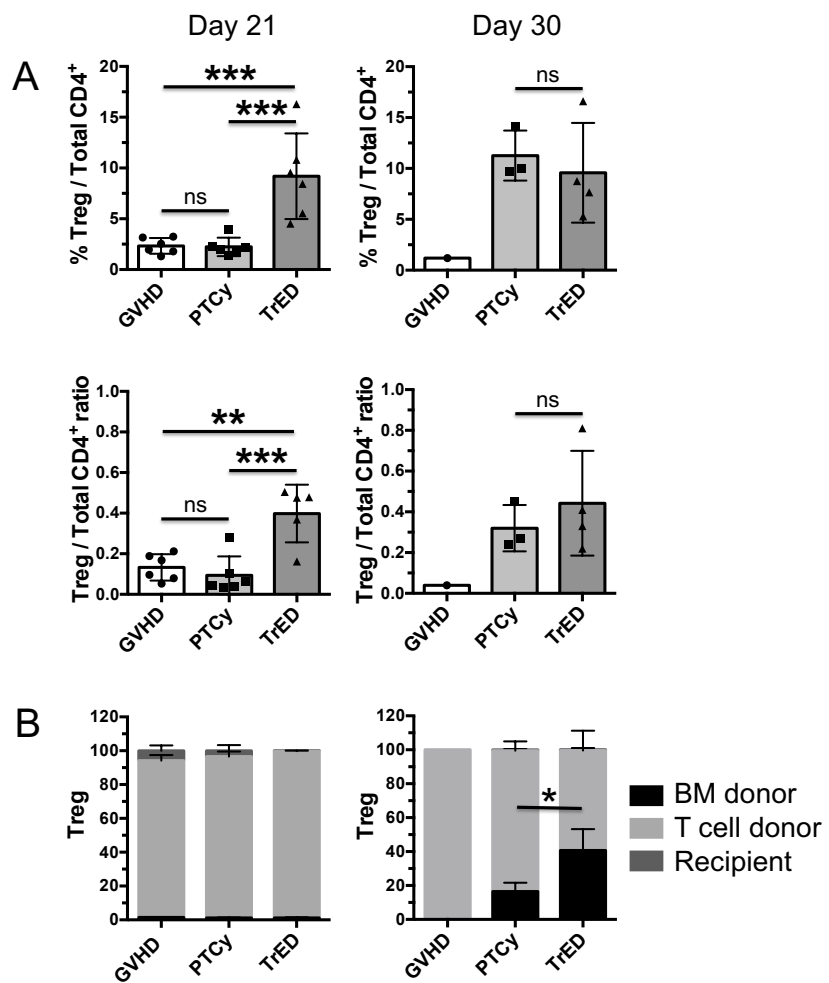 Day 21
Day 30
A
% Treg / Total CD4+
20
15
10
5
0
***
***
ns
GVHD
PTCy
TrED
% Treg / Total CD4+
20
15
10
5
0
ns
GVHD
PTCy
TrED
Treg / Total CD4+ ratio
1.0
0.8
0.6
0.4
0.2
0.0
**
***
ns
GVHD
PTCy
TrED
Treg / Total CD4+ ratio
1.0
0.8
0.6
0.4
0.2
0.0
ns
GVHD
PTCy
TrED
B
Treg
120
100
80
60
40
20
0
GVHD
PTCy
TrED
Treg
120
100
80
60
40
20
0
*
GVHD
PTCy
TrED
BM donor
T cell donor
Recipient